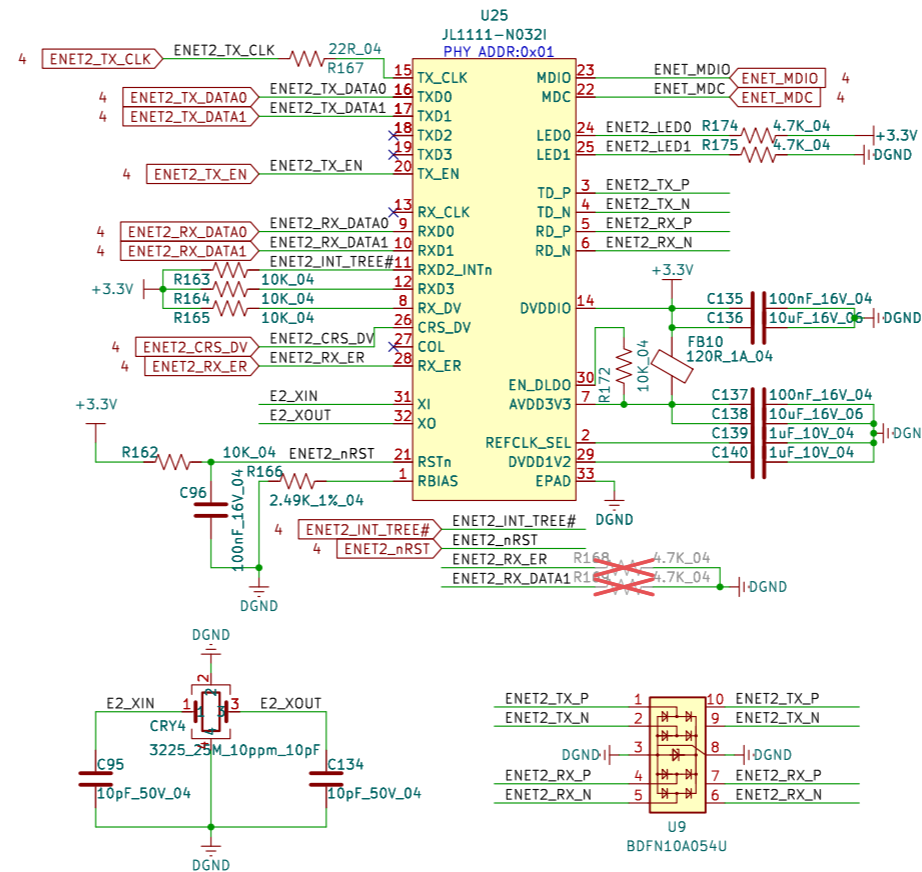 U25
JL1111-N032I
PHY ADDR:0x01
4 ENET2_TX_CLK ENET2_TX_CLK 22R_04 R167 15 TX_CLK MDIO 23 ENET_MDIO ENET_MDIO 4
4 ENET2_TX_DATA0 ENET2_TX_DATA0 16 TXD0 MDC 22 ENET_MDC ENET_MDC 4
4 ENET2_TX_DATA1 ENET2_TX_DATA1 17 TXD1
18 TXD2 LED0 24 ENET2_LED0 R174 4.7K_04 +3.3V
19 TXD3 LED1 25 ENET2_LED1 R175 4.7K_04 DGND
4 ENET2_TX_EN ENET2_TX_EN 20 TX_EN
TD_P 3 ENET2_TX_P
13 RX_CLK TD_N 4 ENET2_TX_N
4 ENET2_RX_DATA0 ENET2_RX_DATA0 9 RXD0 RD_P 5 ENET2_RX_P
4 ENET2_RX_DATA1 ENET2_RX_DATA1 10 RXD1 RD_N 6 ENET2_RX_N
ENET2_INT_TREE# 11 RXD2_INTn
+3.3V R163 10K_04 12 RXD3 +3.3V
R164 10K_04 8 RX_DV DVDDIO 14 C135 100nF_16V_04
R165 10K_04 26 CRS_DV C136 10uF_16V_06 DGND
4 ENET2_CRS_DV ENET2_CRS_DV 27 COL FB10
4 ENET2_RX_ER ENET2_RX_ER 28 RX_ER R172 10K_04 120R_1A_04
EN_DLDO 30
E2_XIN 31 XI AVDD3V3 7 C137 100nF_16V_04
E2_XOUT 32 XO C138 10uF_16V_06 DGN
+3.3V REFCLK_SEL 2 C139 1uF_10V_04
R162 10K_04 ENET2_nRST 21 RSTn DVDD1V2 29 C140 1uF_10V_04
R166 2.49K_1%_04 1 RBIAS EPAD 33 DGND
C96 100nF_16V_04
DGND
4 ENET2_INT_TREE# ENET2_INT_TREE#
4 ENET2_nRST ENET2_nRST
ENET2_RX_ER R168 4.7K_04
ENET2_RX_DATA1 4.7K_04 DGND
DGND
2
E2_XIN 1 3 E2_XOUT
CRY4
4
3225_25M_10ppm_10pF
C95 10pF_50V_04 C134 10pF_50V_04
DGND
ENET2_TX_P 1 10 ENET2_TX_P
ENET2_TX_N 2 9 ENET2_TX_N
DGND 3 8 DGND
ENET2_RX_P 4 7 ENET2_RX_P
ENET2_RX_N 5 6 ENET2_RX_N
U9
BDFN10A054U